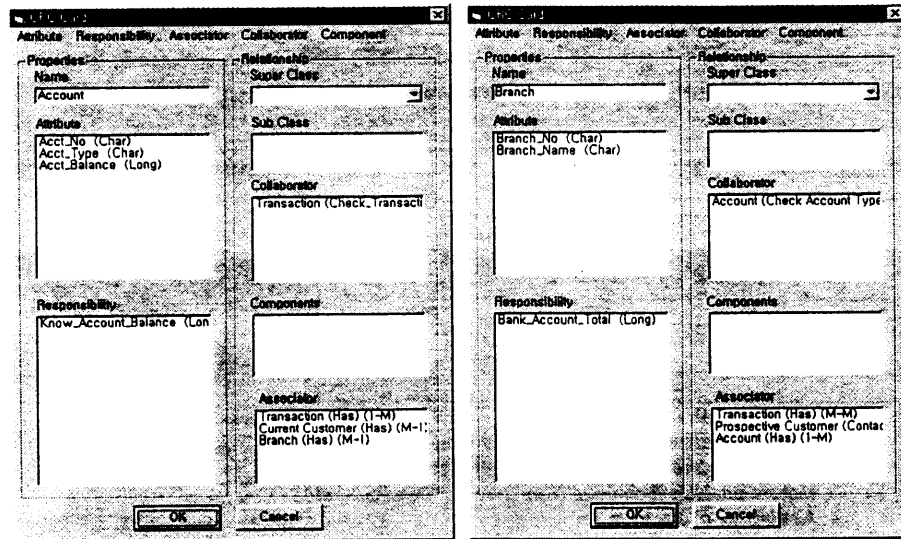 CRC Card
Attribute Responsibility Associator Collaborator Component
Properties
Name
Account
Attribute
Acct_No (Char)
Acct_Type (Char)
Acct_Balance (Long)
Responsibility
Know_Account_Balance (Lon
Relationship
Super Class
Sub Class
Collaborator
Transaction (Check_Transacti
Components
Associator
Transaction (Has) (1-M)
Current Customer (Has) (M-1)
Branch (Has) (M-1)
OK Cancel
CRC Card
Attribute Responsibility Associator Collaborator Component
Properties
Name
Branch
Attribute
Branch_No (Char)
Branch_Name (Char)
Responsibility
Bank_Account_Total (Long)
Relationship
Super Class
Sub Class
Collaborator
Account (Check Account Type
Components
Associator
Transaction (Has) (M-M)
Prospective Customer (Contac
Account (Has) (1-M)
OK Cancel